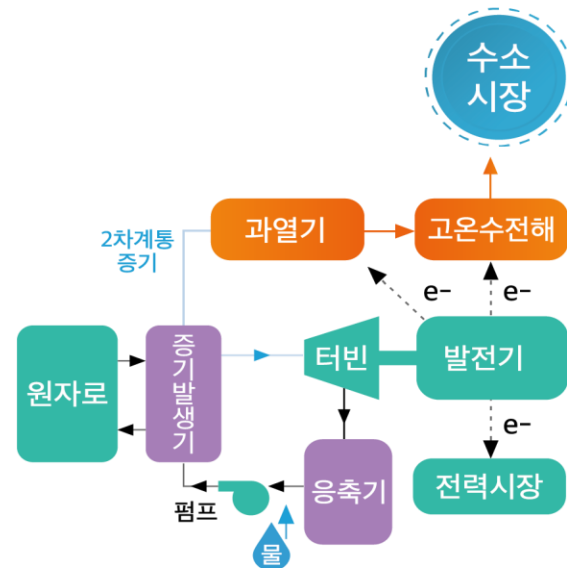 수소
시장
2차계통
증기
과열기
고온수전해
e-
e-
원자로
증
기
발
생
기
터빈
발전기
e-
펌프
응축기
전력시장
물